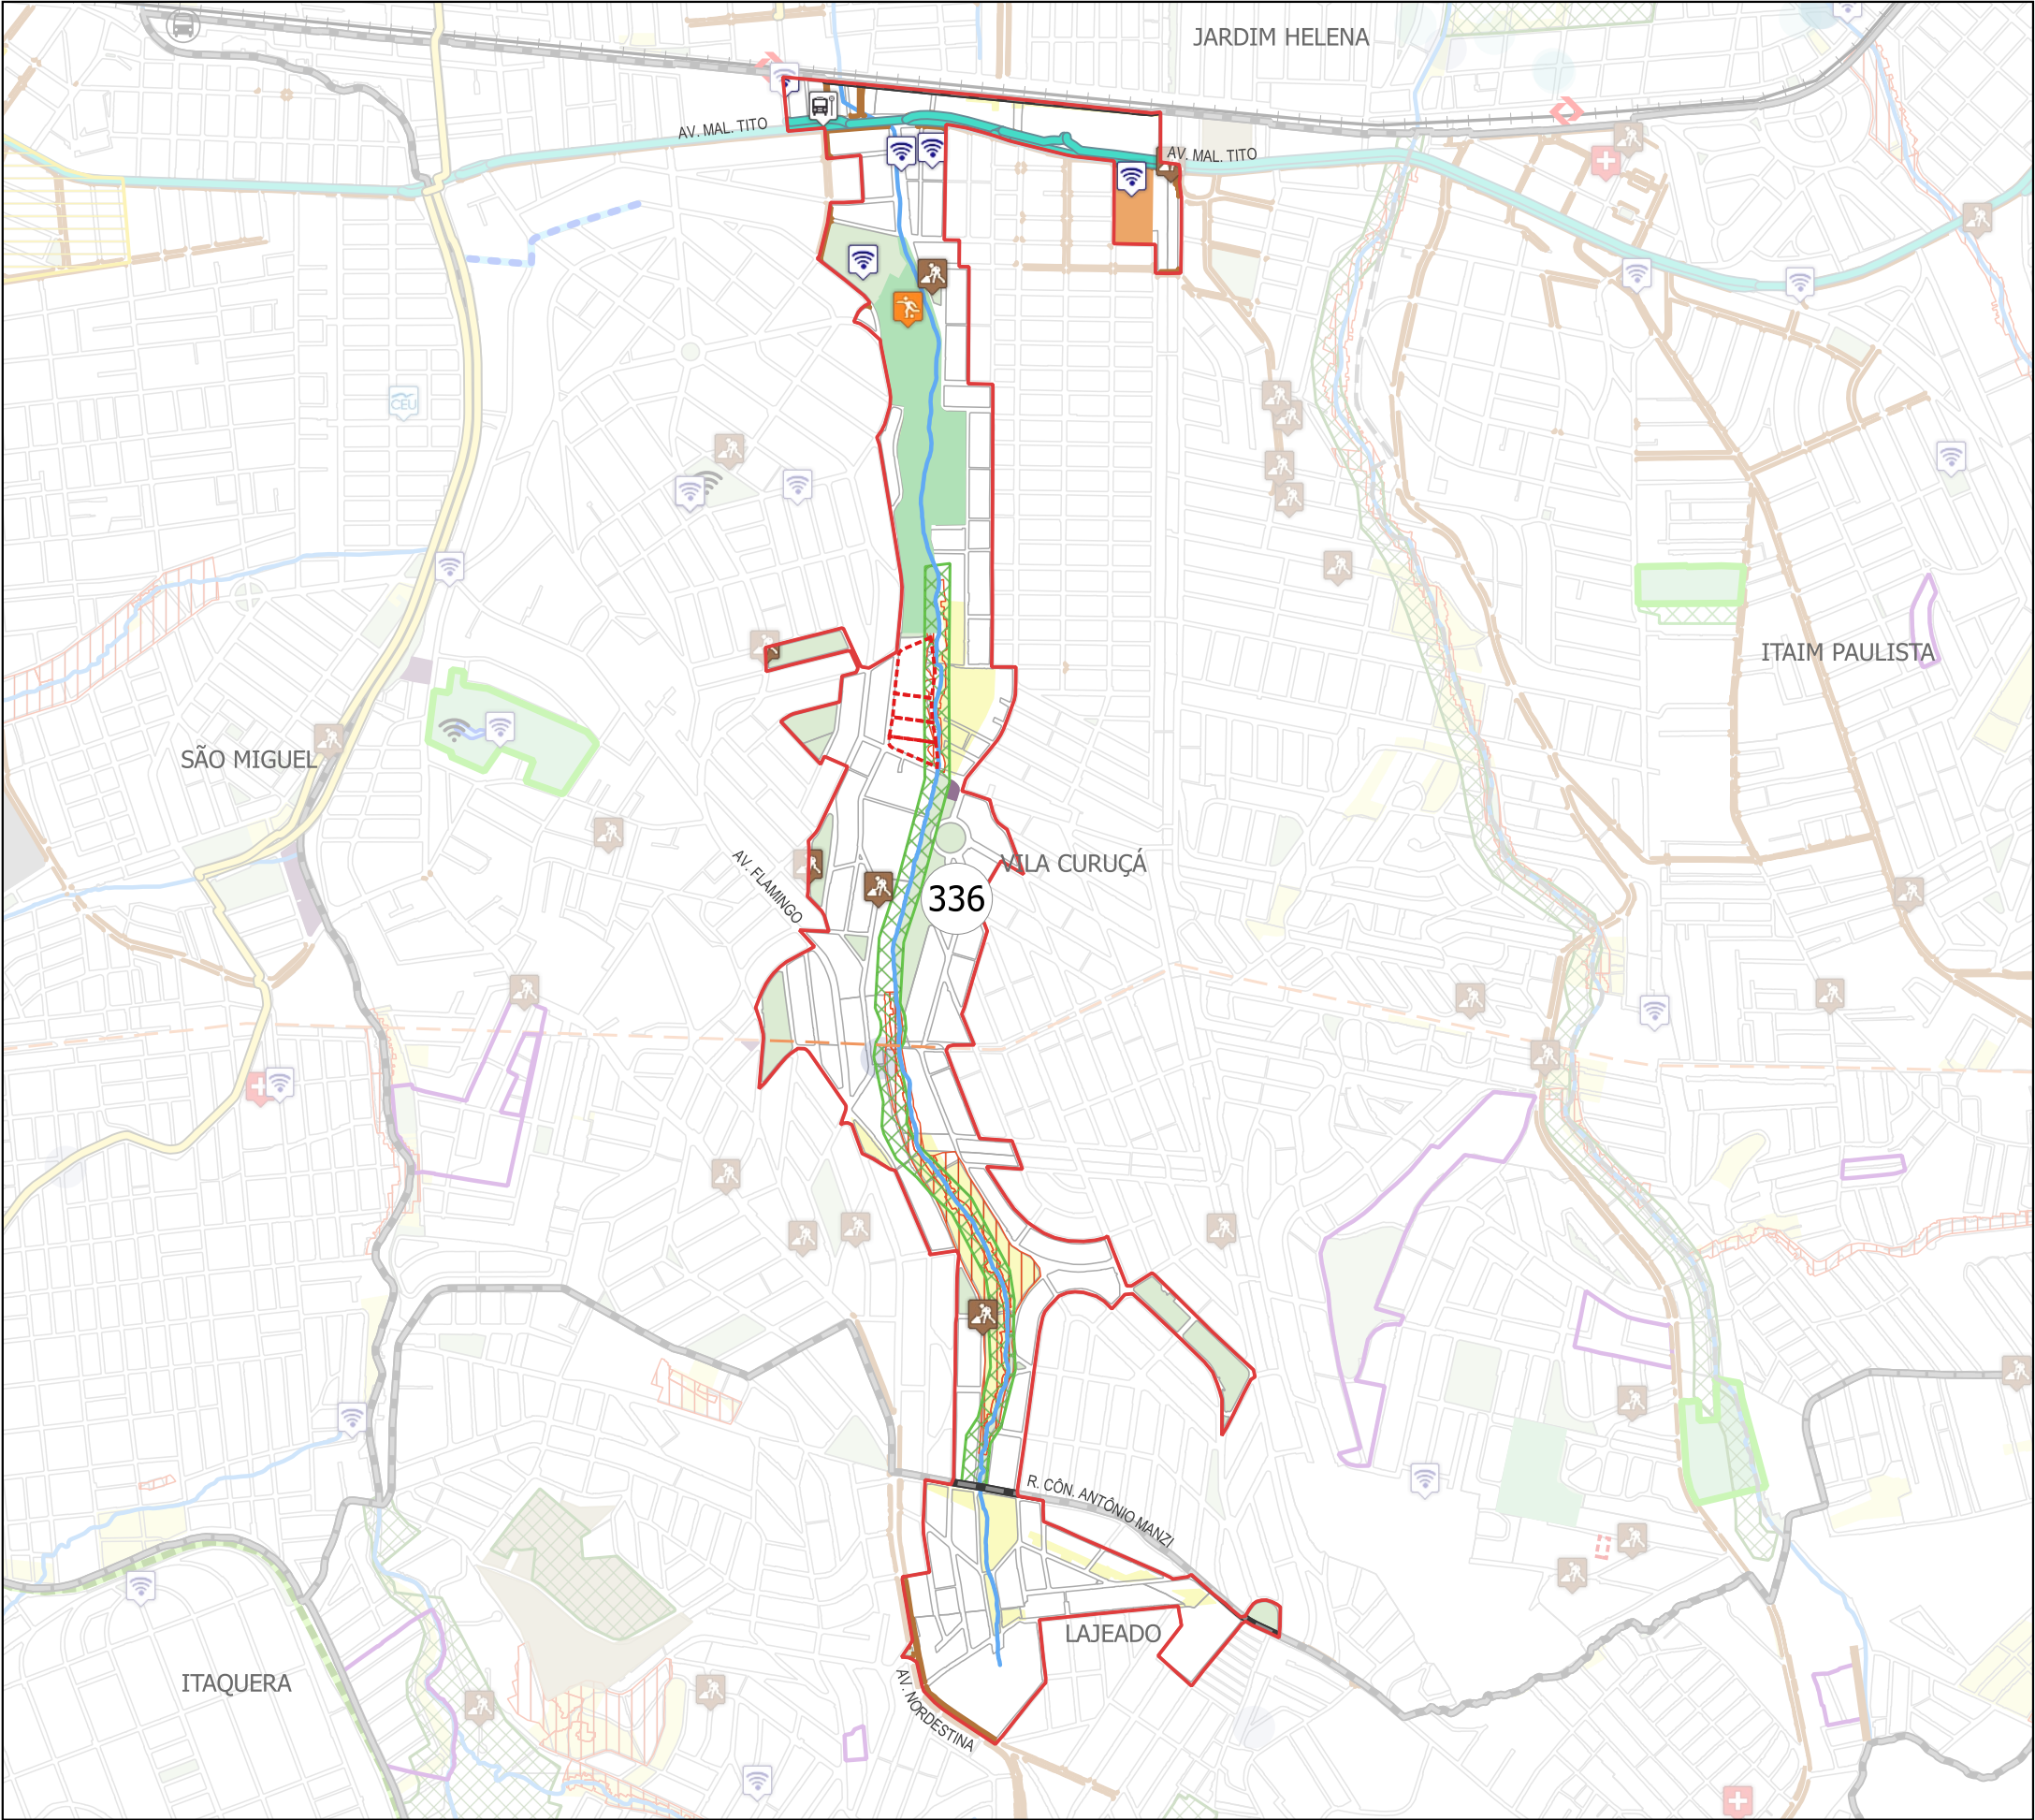 JARDIM HELENA
AV. MAL. TITO
AV. MAL. TITO
CEU
ITAIM PAULISTA
SÃO MIGUEL
VILA CURUÇÁ
AV. FLAMINGO
336
R. CÔN. ANTÔNIO MANZI
LAJEADO
ITAQUERA
AV. NORDESTINA